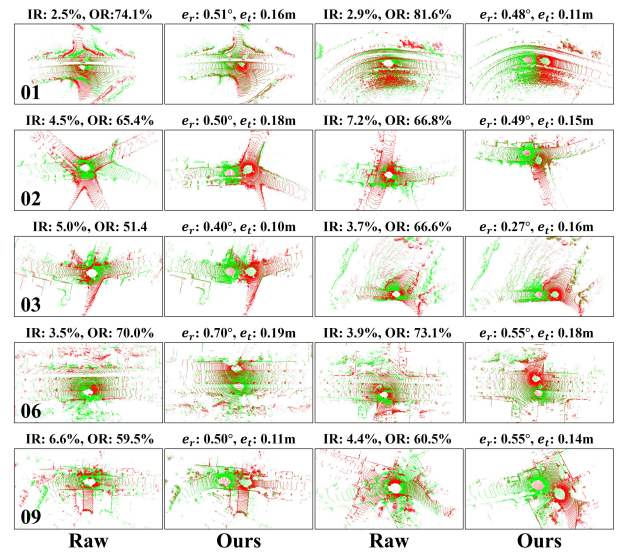 IR: 2.5%, OR:74.1% e_r: 0.51°, e_t: 0.16m IR: 2.9%, OR: 81.6% e_r: 0.48°, e_t: 0.11m
01
IR: 4.5%, OR: 65.4% e_r: 0.50°, e_t: 0.18m IR: 7.2%, OR: 66.8% e_r: 0.49°, e_t: 0.15m
02
IR: 5.0%, OR: 51.4 e_r: 0.40°, e_t: 0.10m IR: 3.7%, OR: 66.6% e_r: 0.27°, e_t: 0.16m
03
IR: 3.5%, OR: 70.0% e_r: 0.70°, e_t: 0.19m IR: 3.9%, OR: 73.1% e_r: 0.55°, e_t: 0.18m
06
IR: 6.6%, OR: 59.5% e_r: 0.50°, e_t: 0.11m IR: 4.4%, OR: 60.5% e_r: 0.55°, e_t: 0.14m
09
Raw Ours Raw Ours